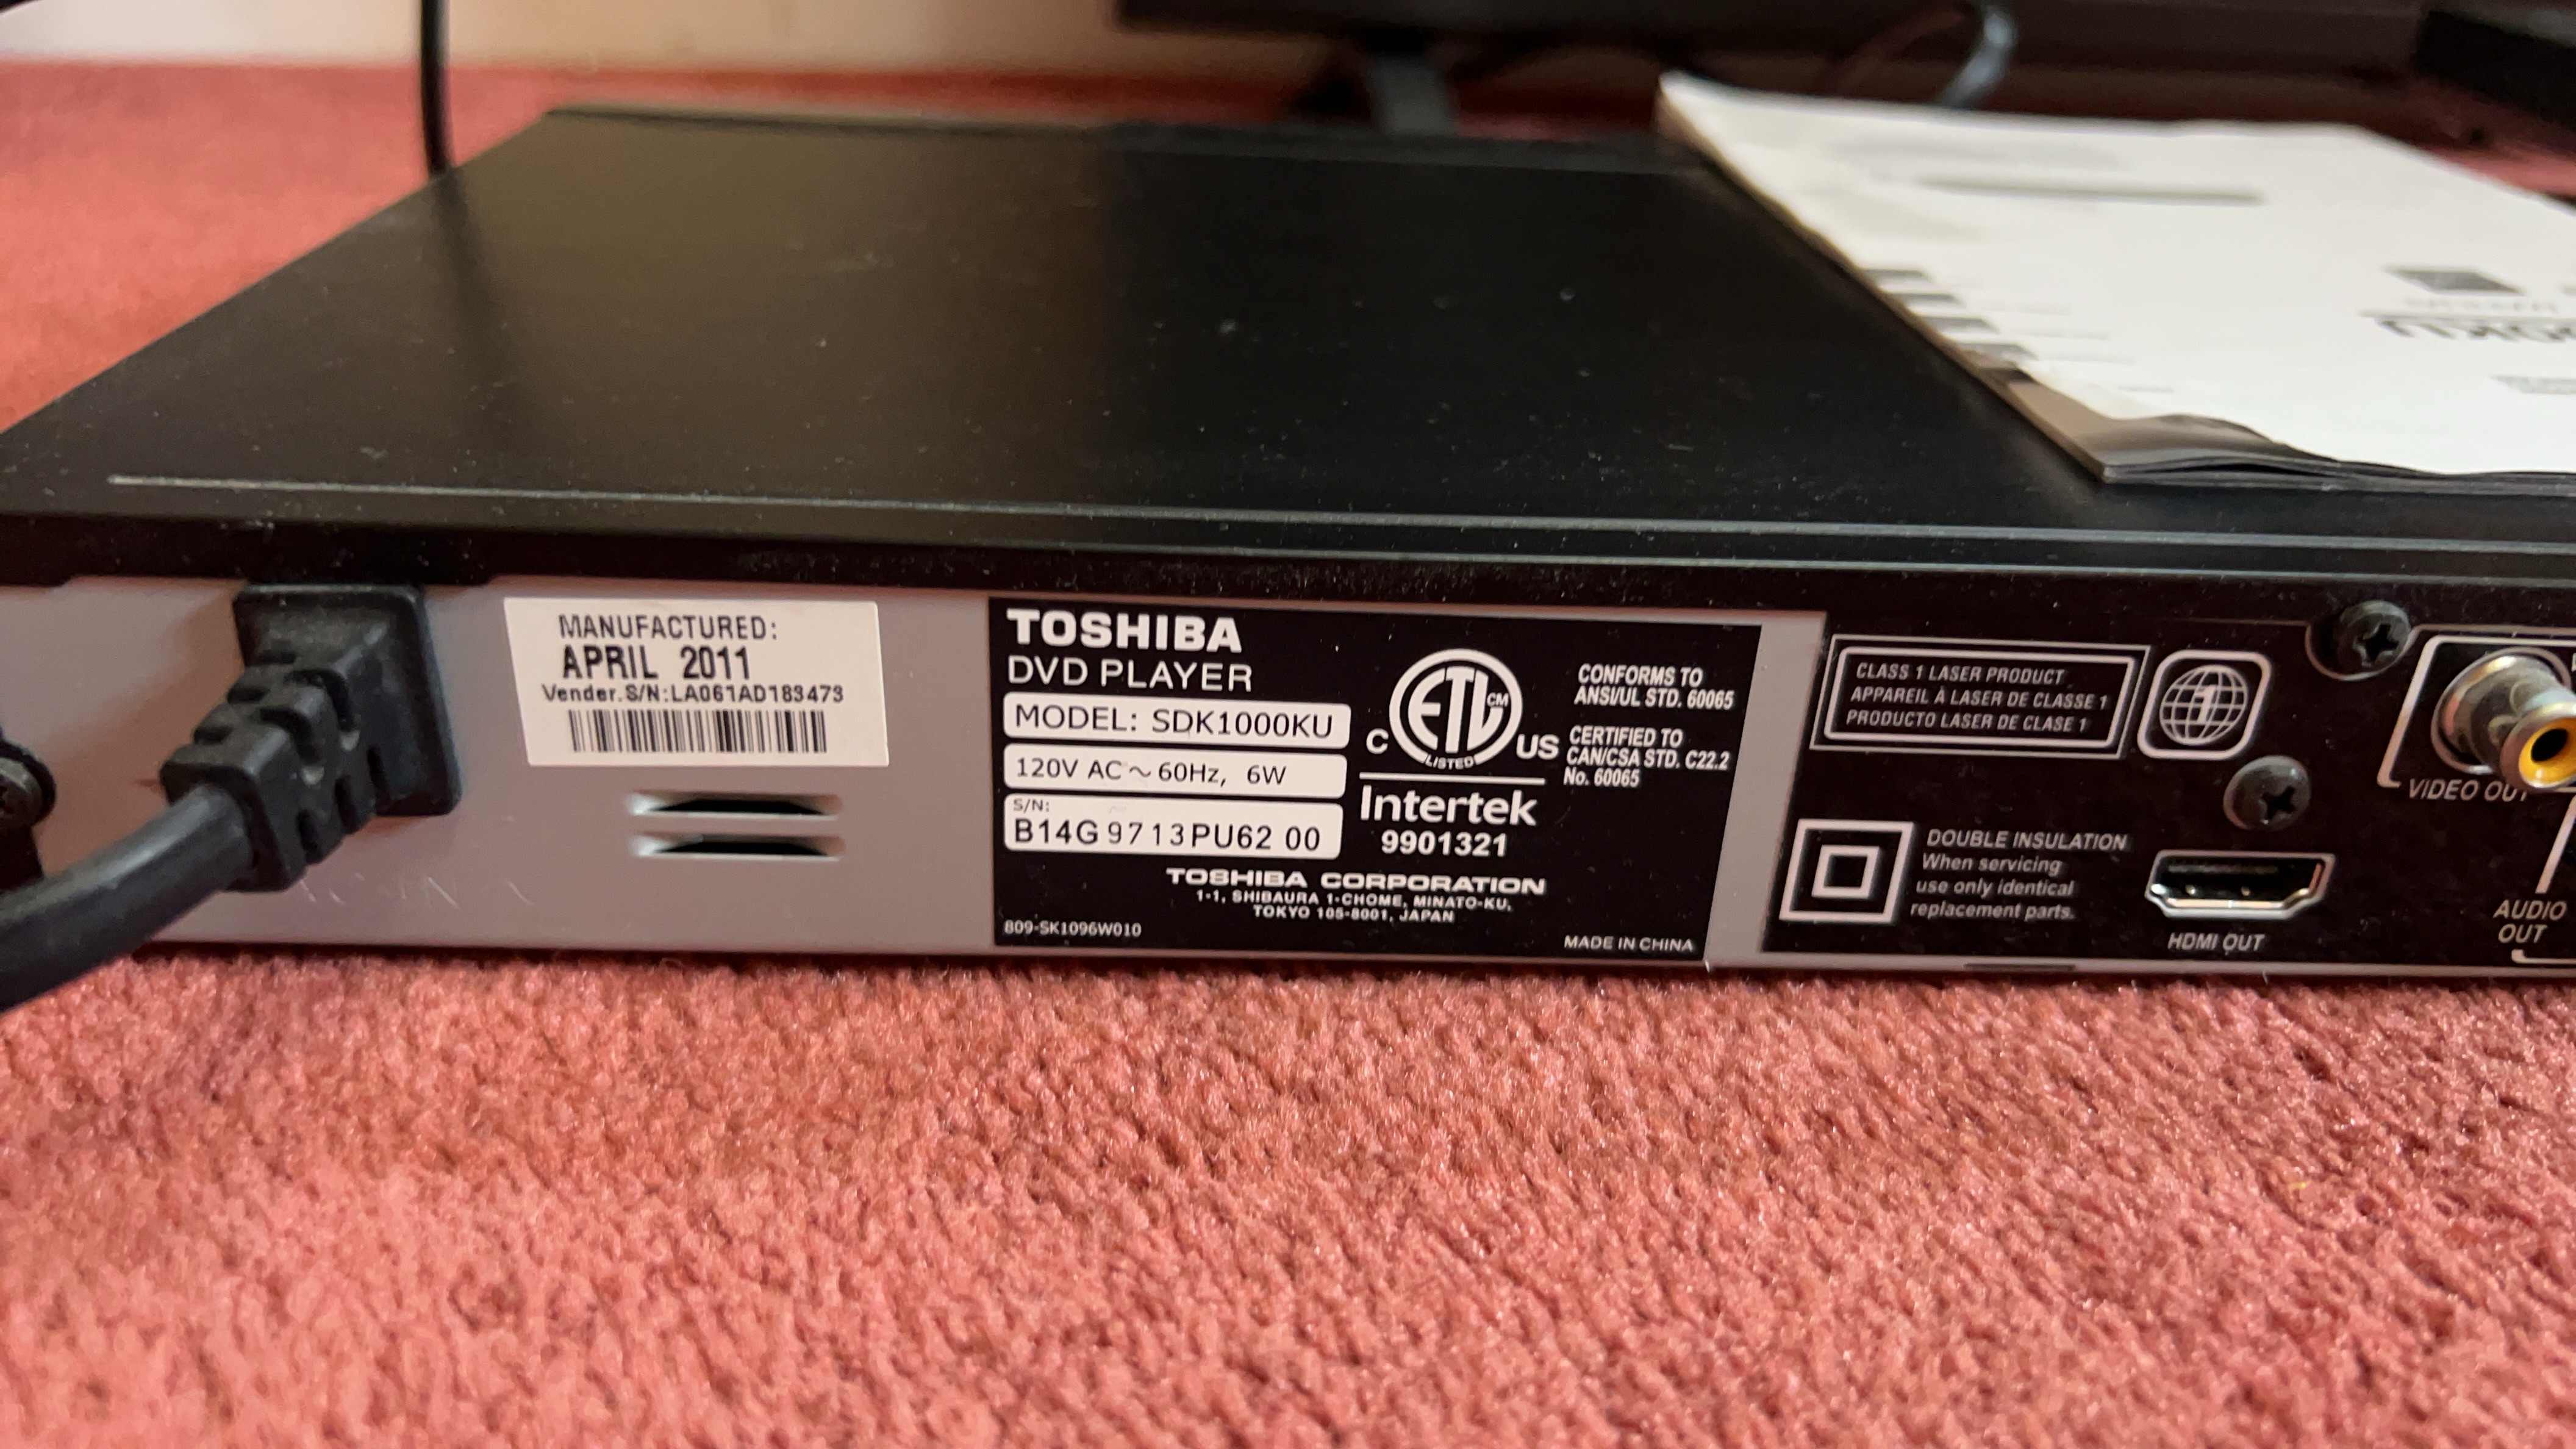 MANUFACTURED:
APRIL 2011
Vender.S/N:LA061AD183473
TOSHIBA
DVD PLAYER
MODEL: SDK1000KU
120V AC ~ 60Hz, 6W
S/N:
B14G9713PU62 00
C ETL CM US
LISTED
Intertek
9901321
CONFORMS TO
ANSI/UL STD. 60065
CERTIFIED TO
CAN/CSA STD. C22.2
No. 60065
TOSHIBA CORPORATION
1-1, SHIBAURA 1-CHOME, MINATO-KU,
TOKYO 105-8001, JAPAN
809-SK1096W010
MADE IN CHINA
CLASS 1 LASER PRODUCT
APPAREIL À LASER DE CLASSE 1
PRODUCTO LASER DE CLASE 1
1
DOUBLE INSULATION
When servicing
use only identical
replacement parts.
HDMI OUT
VIDEO OUT
AUDIO
OUT